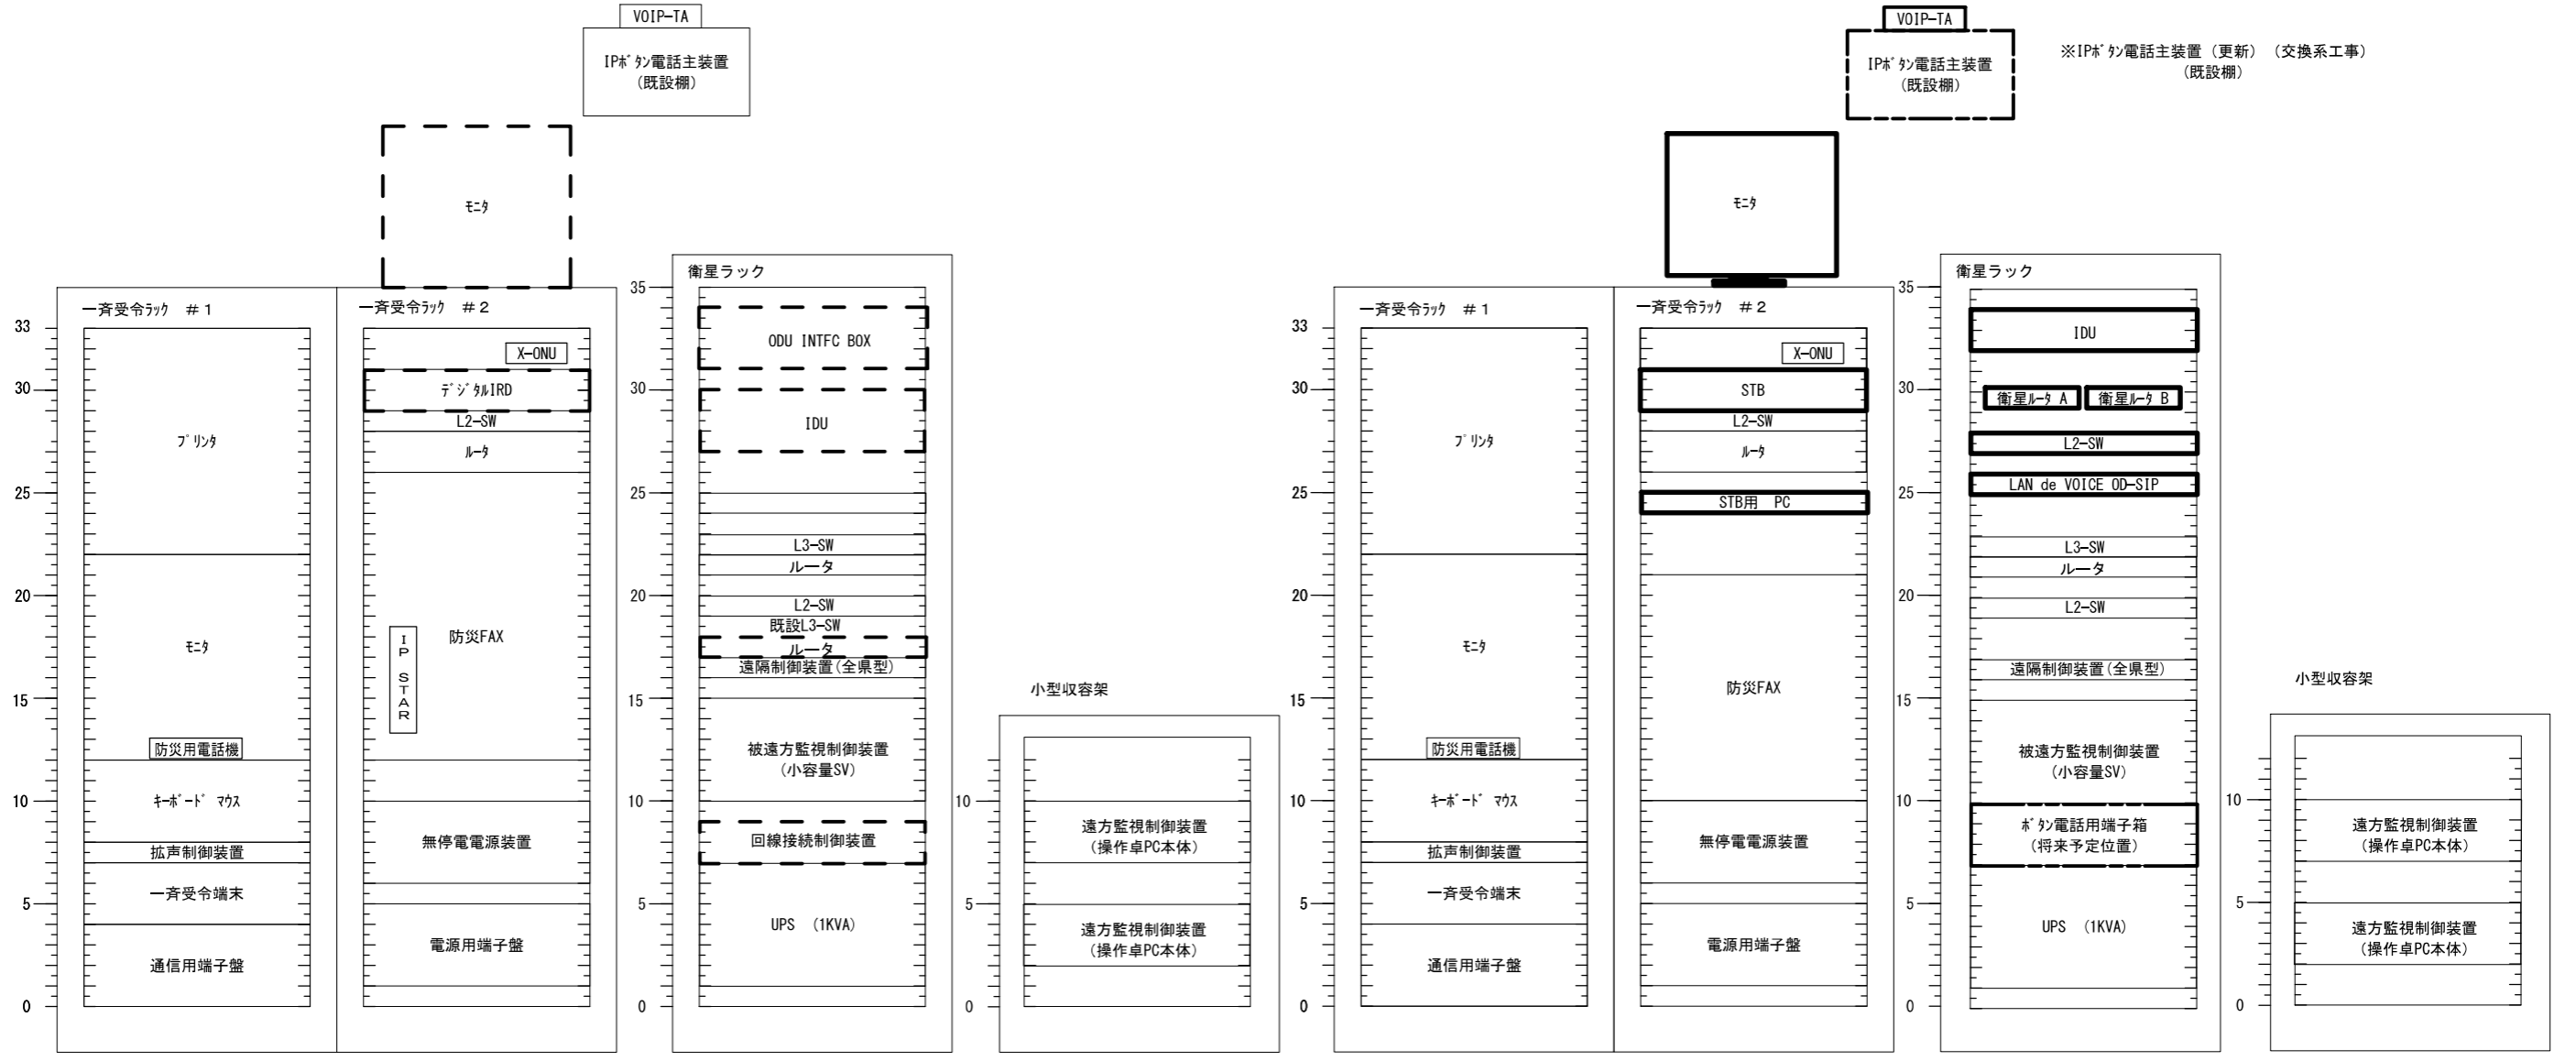 VOIP-TA
IPﾎﾞﾀﾝ電話主装置
(既設棚)
ﾓﾆﾀ
一斉受令ﾗｯｸ ＃１
33
30
25
20
15
10
5
0
ﾌﾟﾘﾝﾀ
ﾓﾆﾀ
防災用電話機
ｷｰﾎﾞｰﾄﾞ ﾏｳｽ
拡声制御装置
一斉受令端末
通信用端子盤
一斉受令ﾗｯｸ ＃２
X-ONU
ﾃﾞｼﾞﾀﾙIRD
L2-SW
ﾙｰﾀ
防災FAX
IP STAR
無停電電源装置
電源用端子盤
衛星ラック
35
30
25
20
15
10
5
0
ODU INTFC BOX
IDU
L3-SW
ルータ
L2-SW
既設L3-SW
ルータ
遠隔制御装置(全県型)
被遠方監視制御装置
(小容量SV)
回線接続制御装置
UPS （1KVA）
小型収容架
10
5
0
遠方監視制御装置
(操作卓PC本体)
遠方監視制御装置
(操作卓PC本体)
VOIP-TA
IPﾎﾞﾀﾝ電話主装置
(既設棚)
※IPﾎﾞﾀﾝ電話主装置（更新）（交換系工事）
(既設棚)
ﾓﾆﾀ
一斉受令ﾗｯｸ ＃１
33
30
25
20
15
10
5
0
ﾌﾟﾘﾝﾀ
ﾓﾆﾀ
防災用電話機
ｷｰﾎﾞｰﾄﾞ ﾏｳｽ
拡声制御装置
一斉受令端末
通信用端子盤
一斉受令ﾗｯｸ ＃２
X-ONU
STB
L2-SW
ﾙｰﾀ
STB用 PC
防災FAX
無停電電源装置
電源用端子盤
衛星ラック
35
30
25
20
15
10
5
0
IDU
衛星ﾙｰﾀ A
衛星ﾙｰﾀ B
L2-SW
LAN de VOICE OD-SIP
L3-SW
ルータ
L2-SW
遠隔制御装置(全県型)
被遠方監視制御装置
(小容量SV)
ﾎﾞﾀﾝ電話用端子箱
(将来予定位置)
UPS （1KVA）
小型収容架
10
5
0
遠方監視制御装置
(操作卓PC本体)
遠方監視制御装置
(操作卓PC本体)